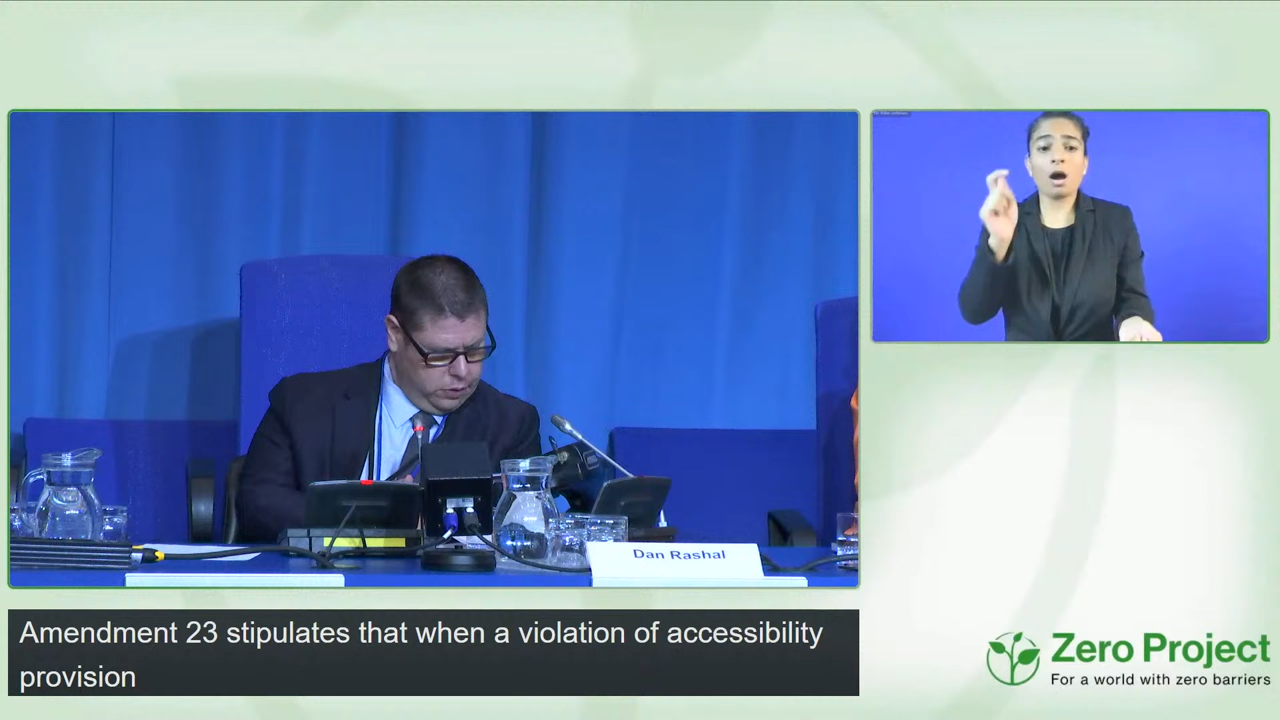 Dan Rashal
Amendment 23 stipulates that when a violation of accessibility
provision
Zero Project
For a world with zero barriers